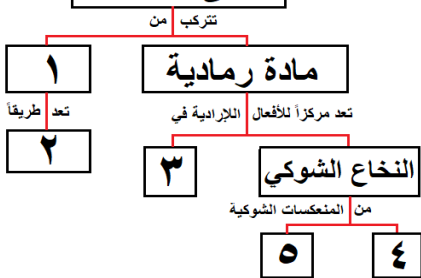 تتركب من
١
مادة رمادية
تعد طريقاً
تعد مركزاً للأفعال اللاإرادية في
٢
٣
النخاع الشوكي
من المنعكسات الشوكية
٥
٤